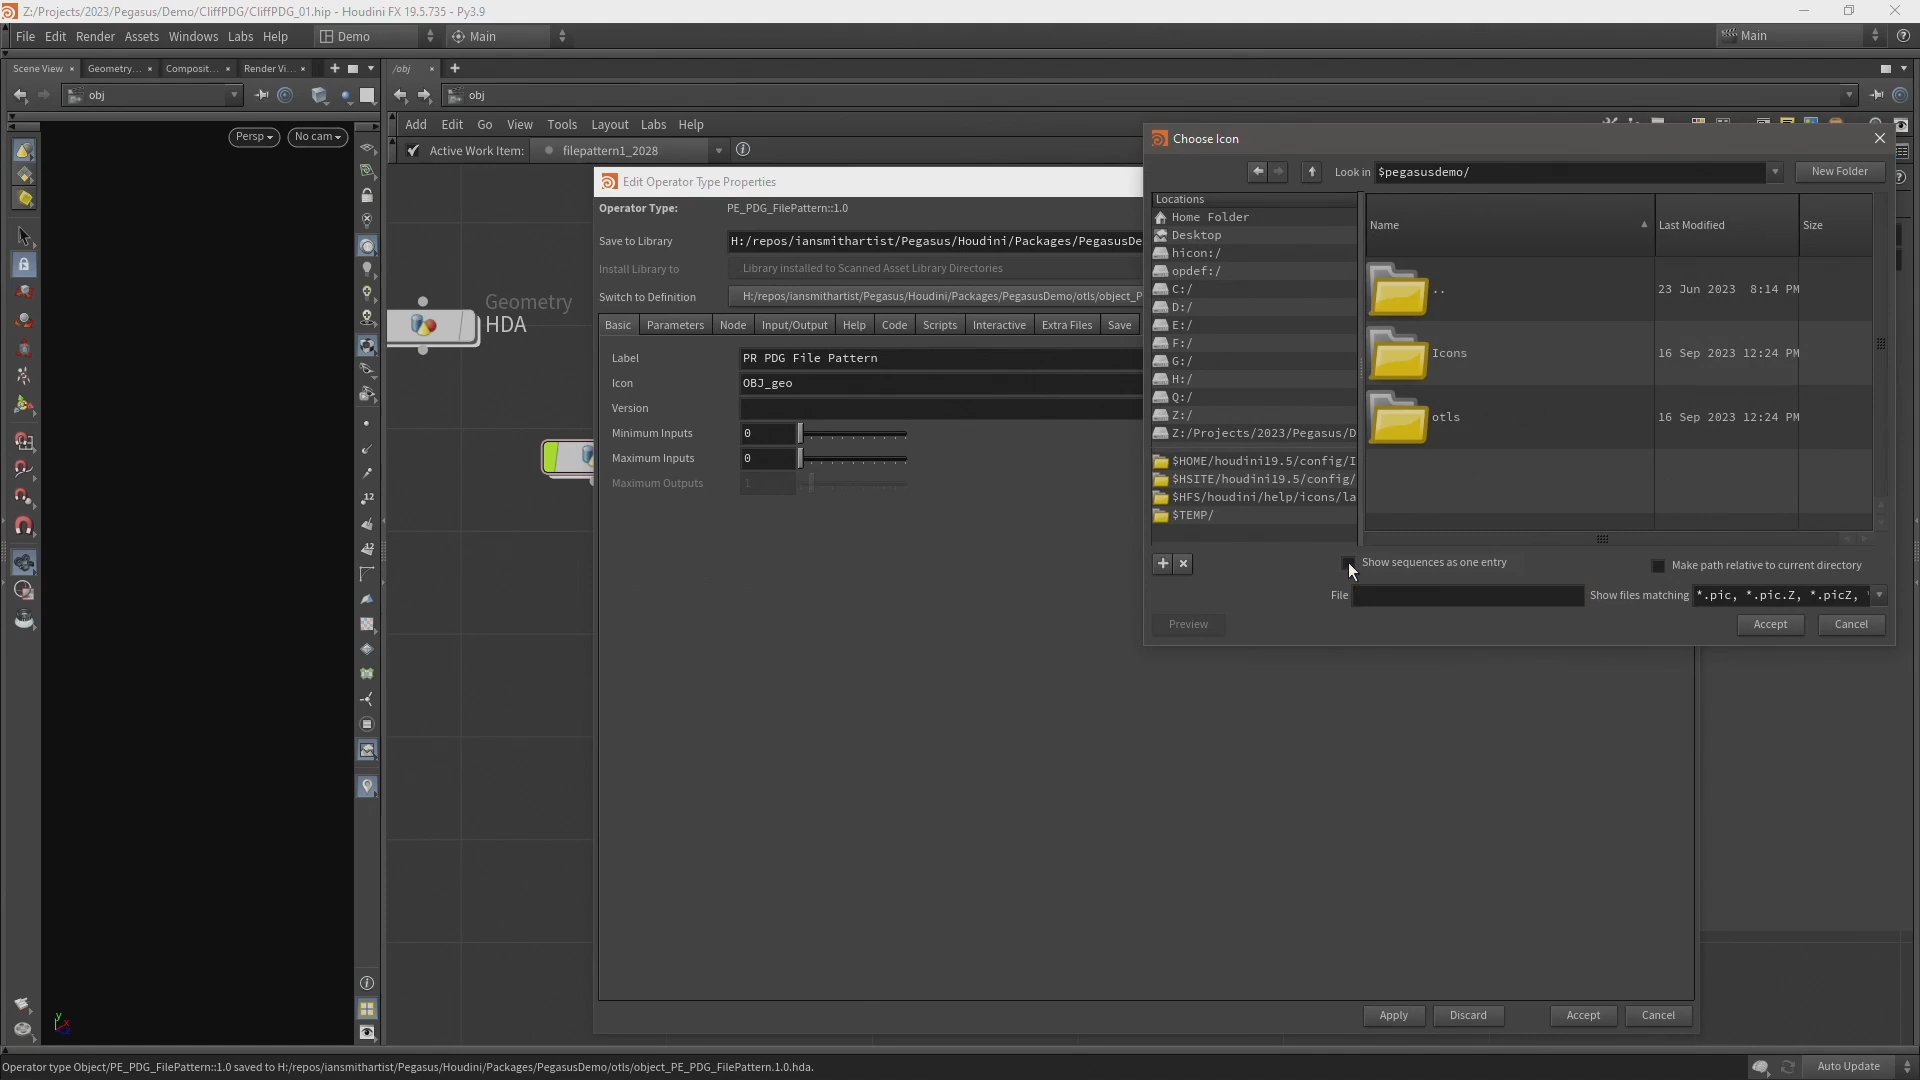 Z:/Projects/2023/Pegasus/Demo/CliffPDG/CliffPDG_01.hip - Houdini FX 19.5.735 - Py3.9
File Edit Render Assets Windows Labs Help Demo Main Main
Scene View Geometry... Composit... Render Vi... /obj
obj obj
Add Edit Go View Tools Layout Labs Help
Persp No cam
Active Work Item: filepattern1_2028
Choose Icon
Look in $pegasusdemo/ New Folder
Edit Operator Type Properties
Operator Type: PE_PDG_FilePattern::1.0
Save to Library H:/repos/iansmithartist/Pegasus/Houdini/Packages/PegasusDe
Install Library to Library installed to Scanned Asset Library Directories
Switch to Definition H:/repos/iansmithartist/Pegasus/Houdini/Packages/PegasusDemo/otls/object_P
Basic Parameters Node Input/Output Help Code Scripts Interactive Extra Files Save
Label PR PDG File Pattern
Icon OBJ_geo
Version
Minimum Inputs 0
Maximum Inputs 0
Maximum Outputs 1
Geometry
HDA
Locations
Home Folder
Desktop
hicon:/
opdef:/
C:/
D:/
E:/
F:/
G:/
H:/
Q:/
Z:/
Z:/Projects/2023/Pegasus/D
$HOME/houdini19.5/config/I
$HSITE/houdini19.5/config/
$HFS/houdini/help/icons/la
$TEMP/
Name Last Modified Size
.. 23 Jun 2023 8:14 PM
Icons 16 Sep 2023 12:24 PM
otls 16 Sep 2023 12:24 PM
Show sequences as one entry Make path relative to current directory
File Show files matching *.pic, *.pic.Z, *.picZ,
Preview Accept Cancel
12
12
Apply Discard Accept Cancel
y
Operator type Object/PE_PDG_FilePattern::1.0 saved to H:/repos/iansmithartist/Pegasus/Houdini/Packages/PegasusDemo/otls/object_PE_PDG_FilePattern.1.0.hda.
Auto Update